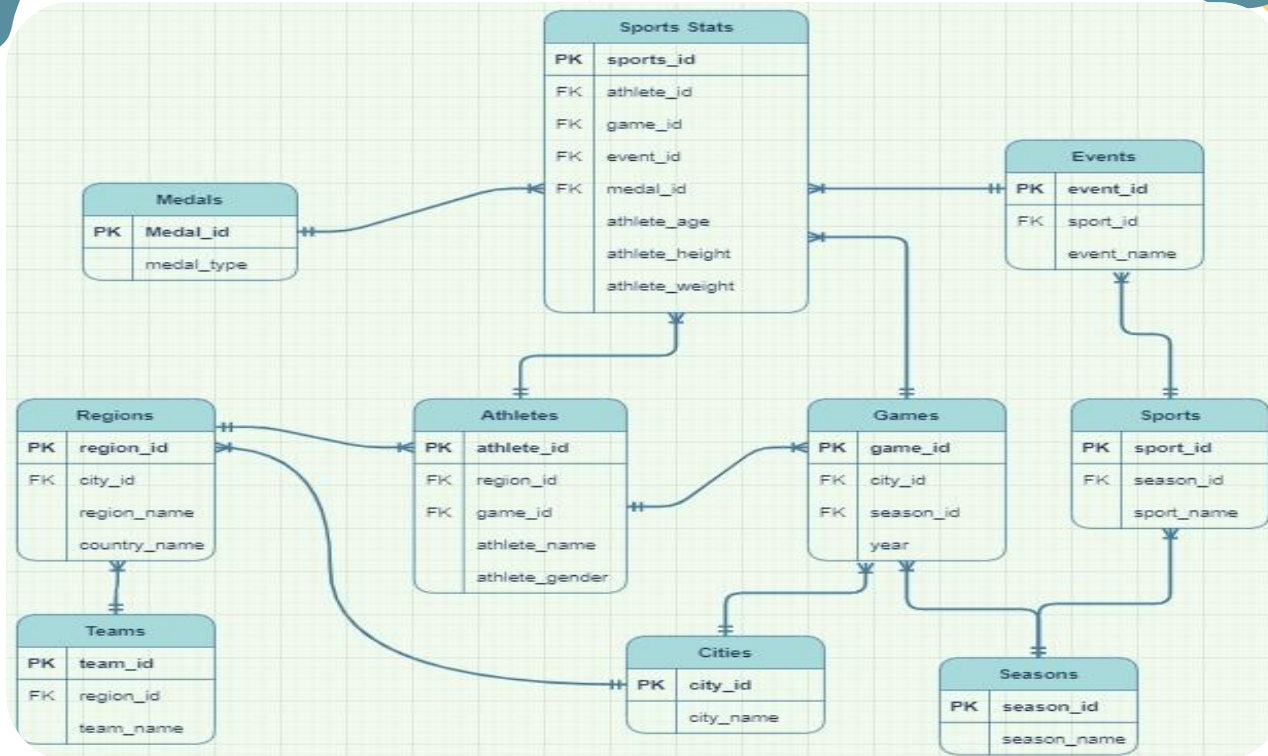 Sports Stats
PK sports_id
FK athlete_id
FK game_id
FK event_id
FK medal_id
athlete_age
athlete_height
athlete_weight
Events
PK event_id
FK sport_id
event_name
Medals
PK Medal_id
medal_type
Regions
PK region_id
FK city_id
region_name
country_name
Athletes
PK athlete_id
FK region_id
FK game_id
athlete_name
athlete_gender
Games
PK game_id
FK city_id
FK season_id
year
Sports
PK sport_id
FK season_id
sport_name
Teams
PK team_id
FK region_id
team_name
Cities
PK city_id
city_name
Seasons
PK season_id
season_name